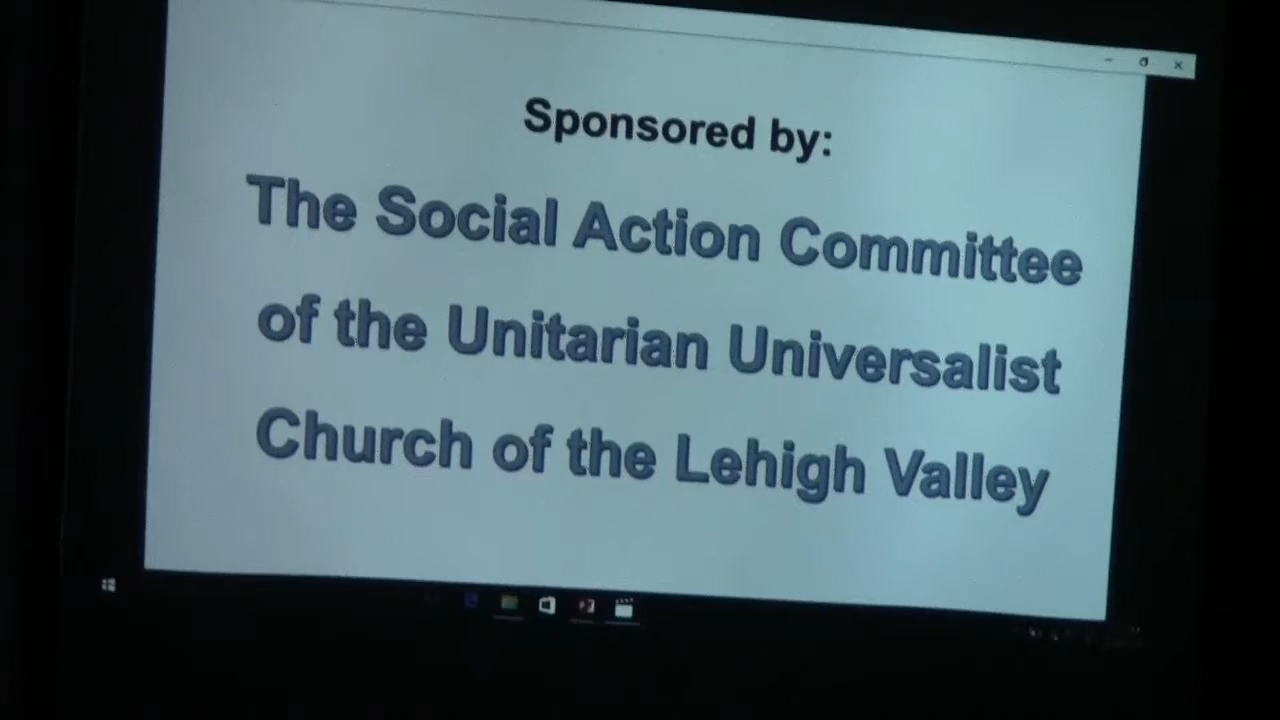 Sponsored by:
The Social Action Committee
of the Unitarian Universalist
Church of the Lehigh Valley